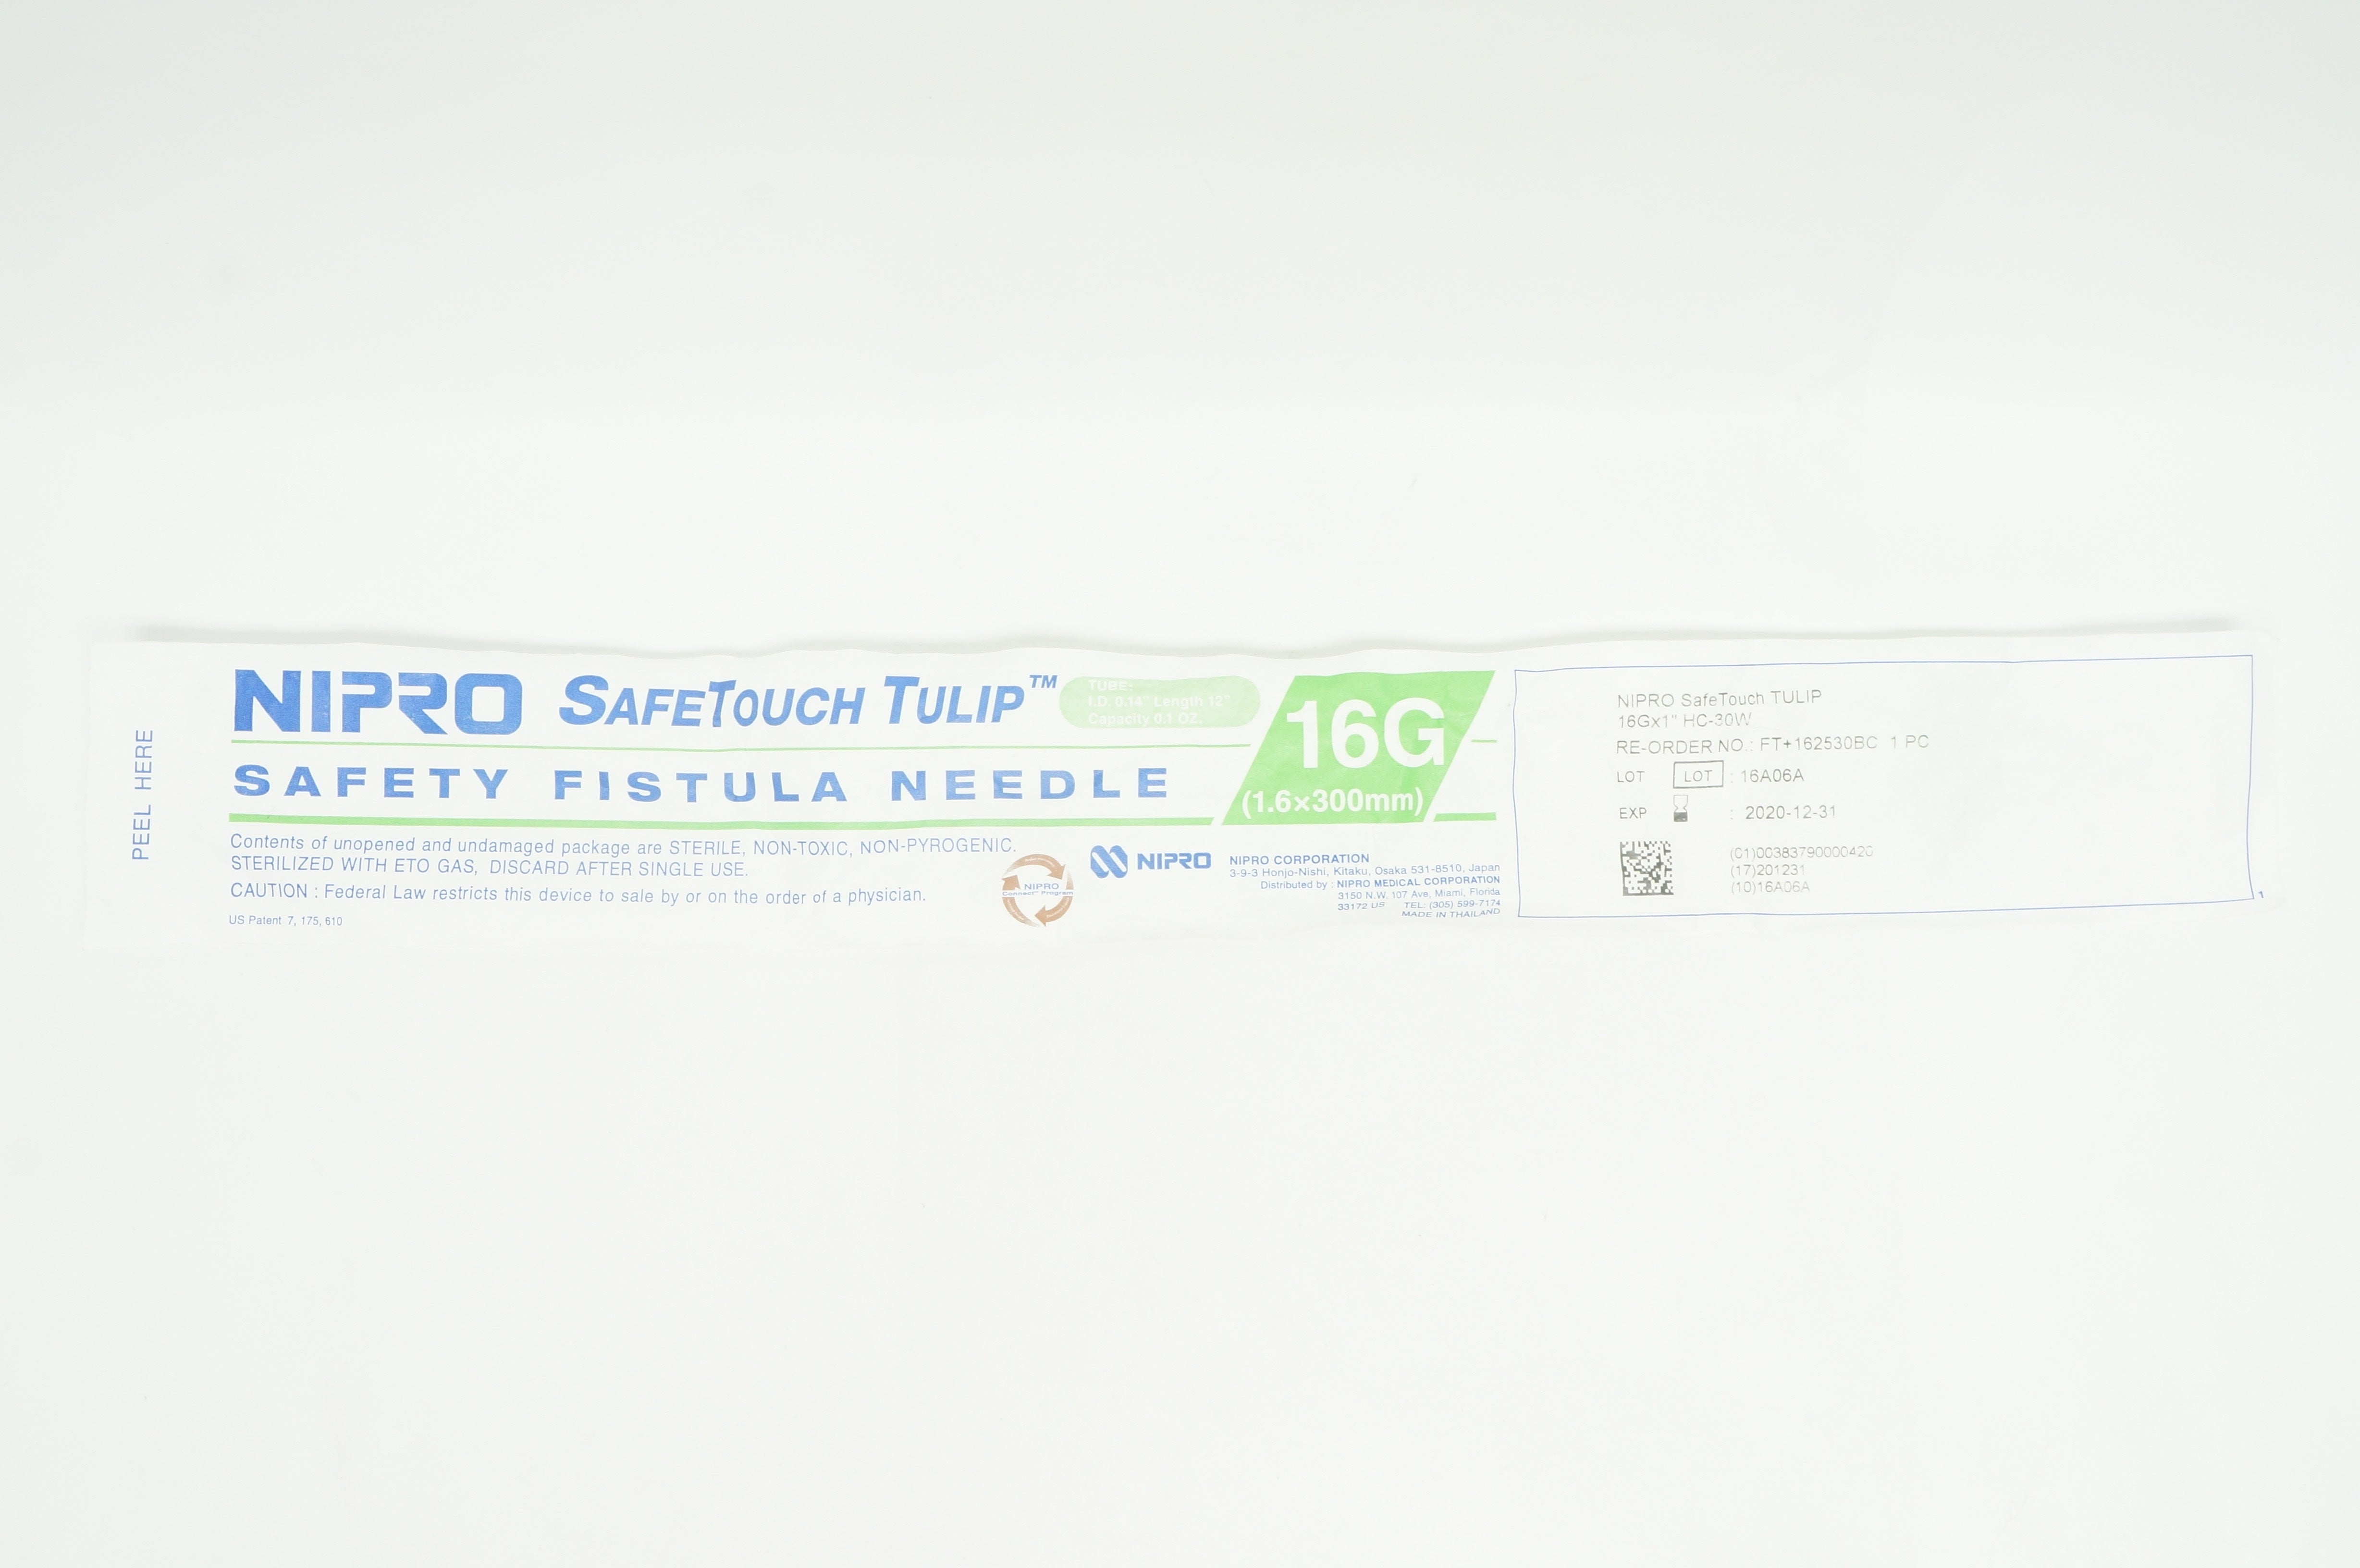 PEEL HERE
NIPRO SAFETOUCH TULIP™
TUBE-
I.D. 0.14" Length 12"
Capacity 0.1 OZ.
SAFETY FISTULA NEEDLE
16G
(1.6×300mm)
Contents of unopened and undamaged package are STERILE, NON-TOXIC, NON-PYROGENIC.
STERILIZED WITH ETO GAS, DISCARD AFTER SINGLE USE.
CAUTION : Federal Law restricts this device to sale by or on the order of a physician.
US Patent 7, 175, 610
NIPRO
Connect™ Program
NIPRO
NIPRO CORPORATION
3-9-3 Honjo-Nishi, Kitaku, Osaka 531-8510, Japan
Distributed by : NIPRO MEDICAL CORPORATION
3150 N.W. 107 Ave, Miami, Florida
33172 US TEL: (305) 599-7174
MADE IN THAILAND
NIPRO SafeTouch TULIP
16Gx1" HC-30W
RE-ORDER NO.: FT+162530BC 1 PC
LOT LOT : 16A06A
EXP : 2020-12-31
(01)00383790000420
(17)201231
(10)16A06A
1